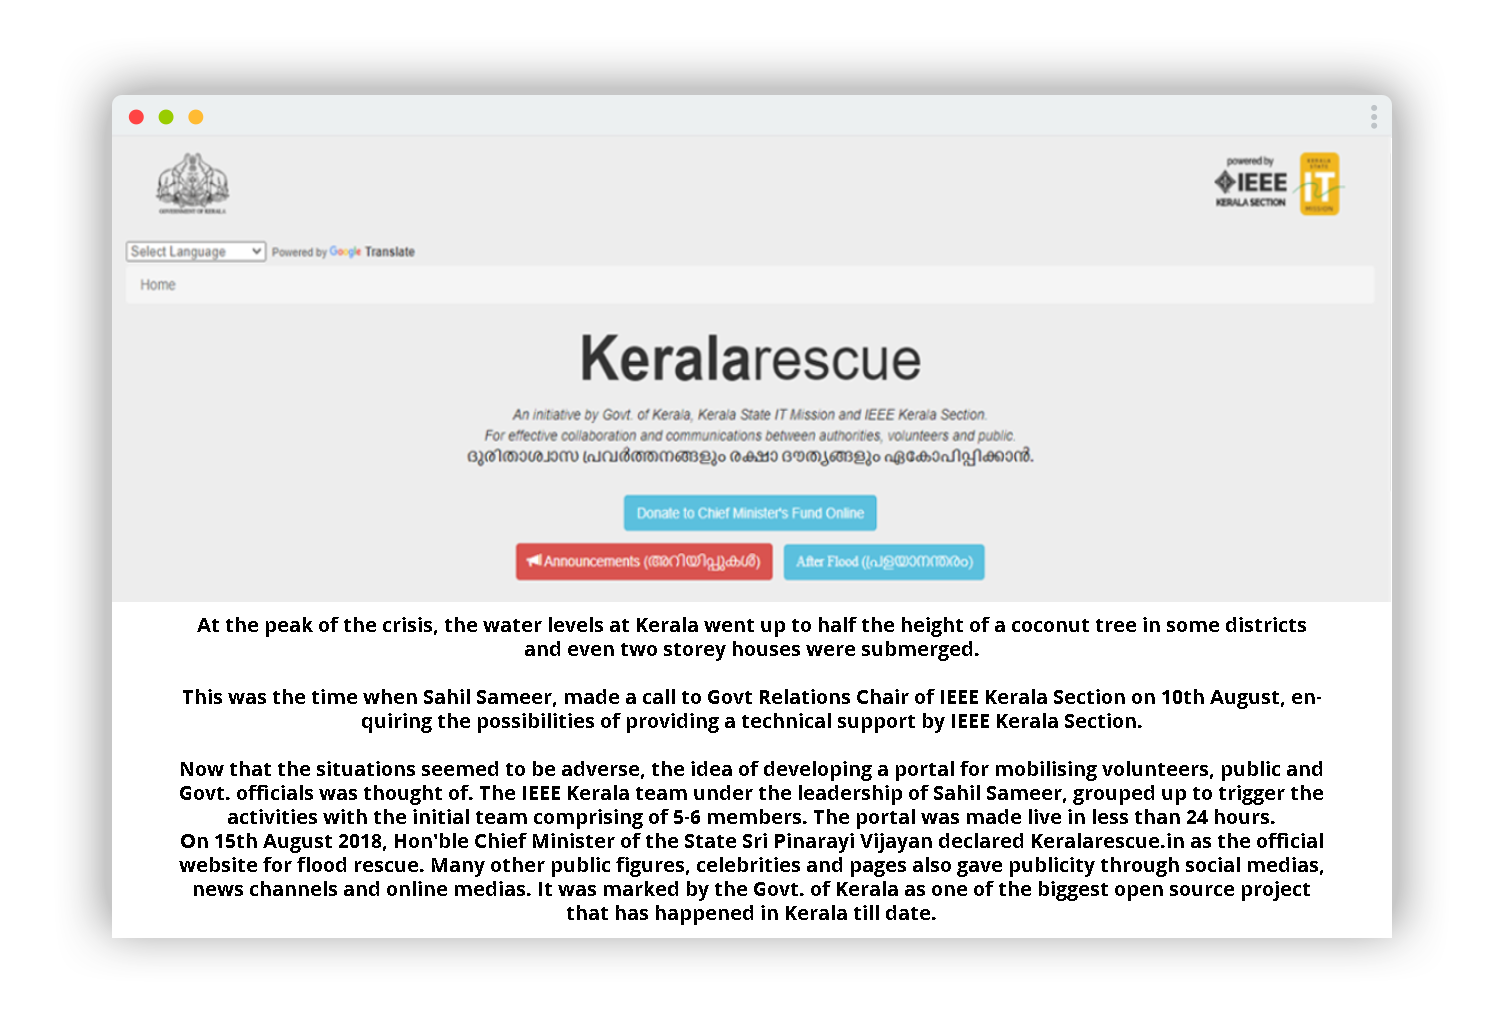 GOVERNMENT OF KERALA
powered by
IEEE
KERALA SECTION
KERALA
STATE
IT
MISSION
Select Language
Powered by Google Translate
Home
Keralarescue
An initiative by Govt. of Kerala, Kerala State IT Mission and IEEE Kerala Section.
For effective collaboration and communications between authorities, volunteers and public.
ദുരിതാശ്വാസ പ്രവർത്തനങ്ങളും രക്ഷാ ദൗത്യങ്ങളും ഏകോപിപ്പിക്കാൻ.
Donate to Chief Minister's Fund Online
Announcements (അറിയിപ്പുകൾ)
After Flood (പ്രളയാനന്തരം)
At the peak of the crisis, the water levels at Kerala went up to half the height of a coconut tree in some districts
and even two storey houses were submerged.
This was the time when Sahil Sameer, made a call to Govt Relations Chair of IEEE Kerala Section on 10th August, en-
quiring the possibilities of providing a technical support by IEEE Kerala Section.
Now that the situations seemed to be adverse, the idea of developing a portal for mobilising volunteers, public and
Govt. officials was thought of. The IEEE Kerala team under the leadership of Sahil Sameer, grouped up to trigger the
activities with the initial team comprising of 5-6 members. The portal was made live in less than 24 hours.
On 15th August 2018, Hon'ble Chief Minister of the State Sri Pinarayi Vijayan declared Keralarescue.in as the official
website for flood rescue. Many other public figures, celebrities and pages also gave publicity through social medias,
news channels and online medias. It was marked by the Govt. of Kerala as one of the biggest open source project
that has happened in Kerala till date.